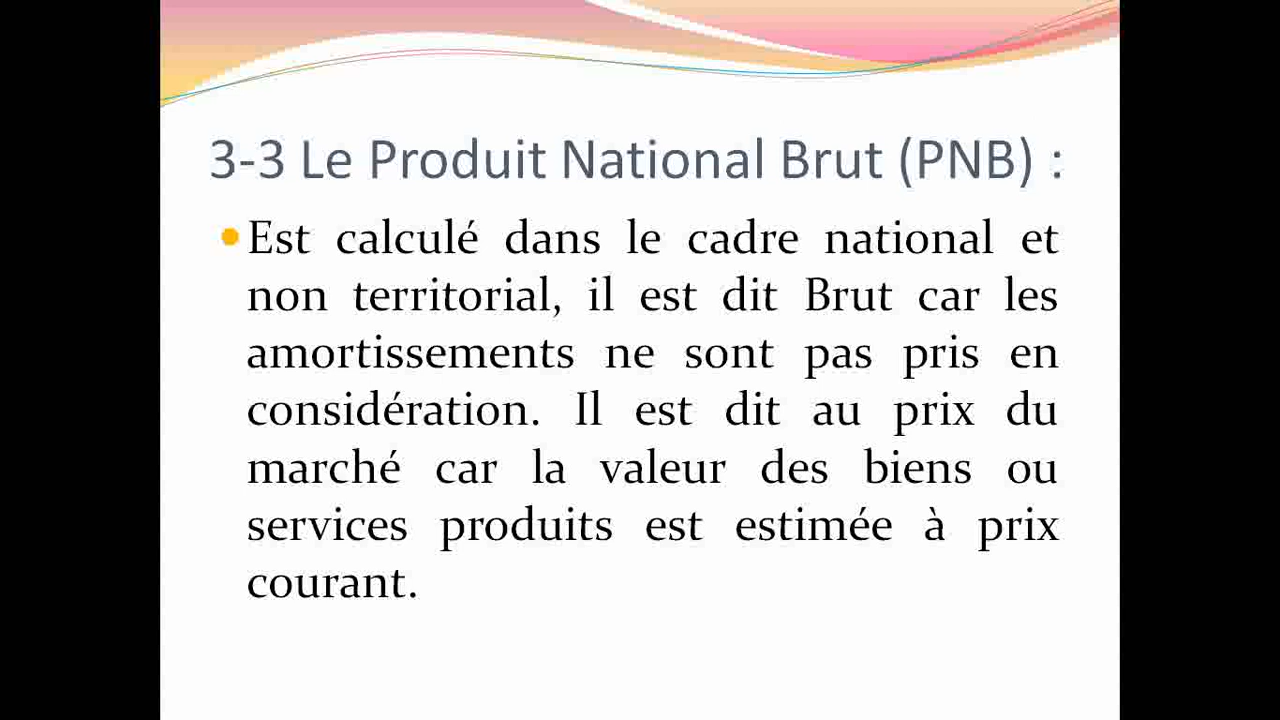 3-3 Le Produit National Brut (PNB) :
• Est calculé dans le cadre national et
non territorial, il est dit Brut car les
amortissements ne sont pas pris en
considération. Il est dit au prix du
marché car la valeur des biens ou
services produits est estimée à prix
courant.